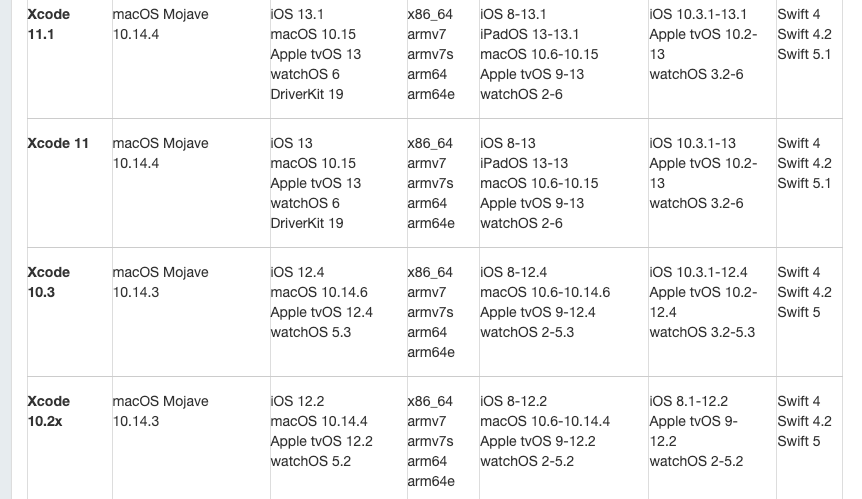 Xcode 11.1 macOS Mojave 10.14.4
iOS 13.1
macOS 10.15
Apple tvOS 13
watchOS 6
DriverKit 19
x86_64
armv7
armv7s
arm64
arm64e
iOS 8-13.1
iPadOS 13-13.1
macOS 10.6-10.15
Apple tvOS 9-13
watchOS 2-6
iOS 10.3.1-13.1
Apple tvOS 10.2-
13
watchOS 3.2-6
Swift 4
Swift 4.2
Swift 5.1
Xcode 11
macOS Mojave
10.14.4
iOS 13
macOS 10.15
Apple tvOS 13
watchOS 6
DriverKit 19
x86_64
armv7
armv7s
arm64
arm64e
iOS 8-13
iPadOS 13-13
macOS 10.6-10.15
Apple tvOS 9-13
watchOS 2-6
iOS 10.3.1-13
Apple tvOS 10.2-
13
watchOS 3.2-6
Swift 4
Swift 4.2
Swift 5.1
Xcode
10.3
macOS Mojave
10.14.3
iOS 12.4
macOS 10.14.6
Apple tvOS 12.4
watchOS 5.3
x86_64
armv7
armv7s
arm64
arm64e
iOS 8-12.4
macOS 10.6-10.14.6
Apple tvOS 9-12.4
watchOS 2-5.3
iOS 10.3.1-12.4
Apple tvOS 10.2-
12.4
watchOS 3.2-5.3
Swift 4
Swift 4.2
Swift 5
Xcode
10.2x
macOS Mojave
10.14.3
iOS 12.2
macOS 10.14.4
Apple tvOS 12.2
watchOS 5.2
x86_64
armv7
armv7s
arm64
arm64e
iOS 8-12.2
macOS 10.6-10.14.4
Apple tvOS 9-12.2
watchOS 2-5.2
iOS 8.1-12.2
Apple tvOS 9-
12.2
watchOS 2-5.2
Swift 4
Swift 4.2
Swift 5